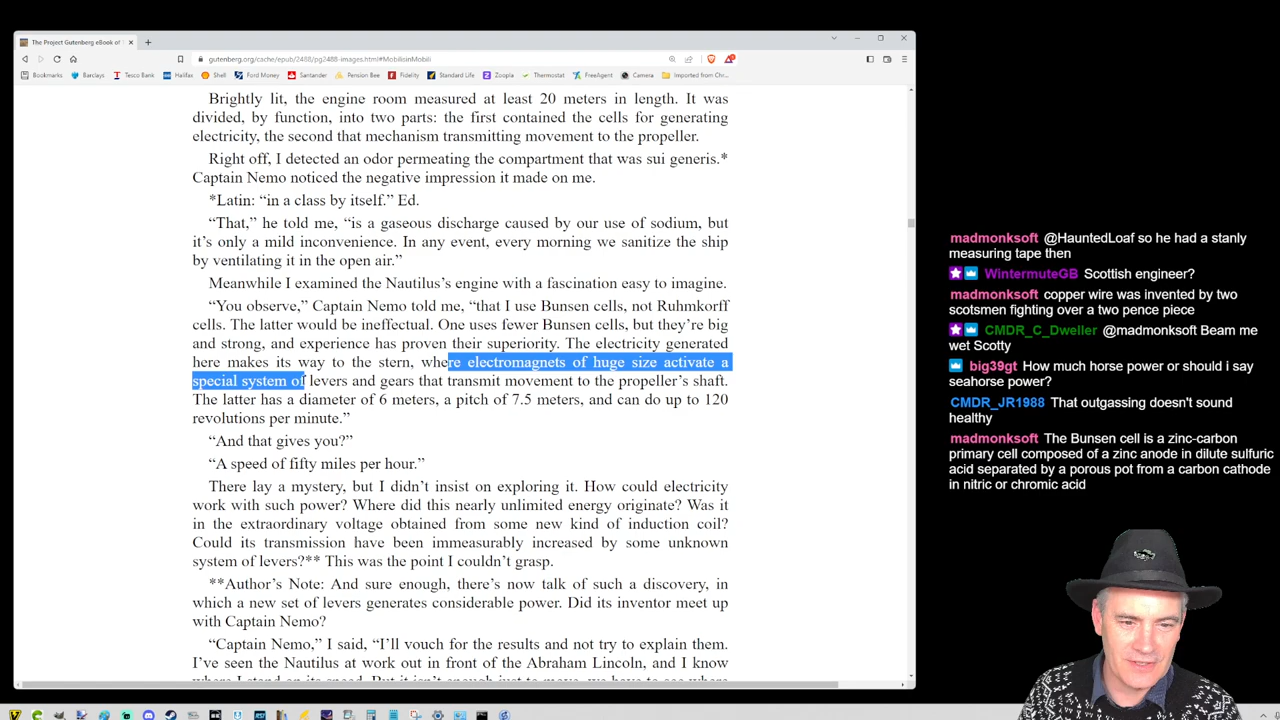 The Project Gutenberg eBook of
gutenberg.org/cache/epub/2488/pg2488-images.html#MobilisinMobili
Bookmarks Barclays Tesco Bank Halifax Shell Ford Money Santander Pension Bee Fidelity Standard Life Zoopla Thermostat FreeAgent Camera Imported from Chr...
Brightly lit, the engine room measured at least 20 meters in length. It was
divided, by function, into two parts: the first contained the cells for generating
electricity, the second that mechanism transmitting movement to the propeller.
Right off, I detected an odor permeating the compartment that was sui generis.*
Captain Nemo noticed the negative impression it made on me.
*Latin: “in a class by itself.” Ed.
“That,” he told me, “is a gaseous discharge caused by our use of sodium, but
it’s only a mild inconvenience. In any event, every morning we sanitize the ship
by ventilating it in the open air.”
Meanwhile I examined the Nautilus’s engine with a fascination easy to imagine.
“You observe,” Captain Nemo told me, “that I use Bunsen cells, not Ruhmkorff
cells. The latter would be ineffectual. One uses fewer Bunsen cells, but they’re big
and strong, and experience has proven their superiority. The electricity generated
here makes its way to the stern, where electromagnets of huge size activate a
special system of levers and gears that transmit movement to the propeller’s shaft.
The latter has a diameter of 6 meters, a pitch of 7.5 meters, and can do up to 120
revolutions per minute.”
“And that gives you?”
“A speed of fifty miles per hour.”
There lay a mystery, but I didn’t insist on exploring it. How could electricity
work with such power? Where did this nearly unlimited energy originate? Was it
in the extraordinary voltage obtained from some new kind of induction coil?
Could its transmission have been immeasurably increased by some unknown
system of levers?** This was the point I couldn’t grasp.
**Author’s Note: And sure enough, there’s now talk of such a discovery, in
which a new set of levers generates considerable power. Did its inventor meet up
with Captain Nemo?
“Captain Nemo,” I said, “I’ll vouch for the results and not try to explain them.
I’ve seen the Nautilus at work out in front of the Abraham Lincoln, and I know
where I stand on its speed. But it isn’t enough just to move, we have to see where
madmonksoft @HauntedLoaf so he had a stanly
measuring tape then
WintermuteGB Scottish engineer?
madmonksoft copper wire was invented by two
scotsmen fighting over a two pence piece
CMDR_C_Dweller @madmonksoft Beam me
wet Scotty
big39gt How much horse power or should i say
seahorse power?
CMDR_JR1988 That outgassing doesn't sound
healthy
madmonksoft The Bunsen cell is a zinc-carbon
primary cell composed of a zinc anode in dilute sulfuric
acid separated by a porous pot from a carbon cathode
in nitric or chromic acid